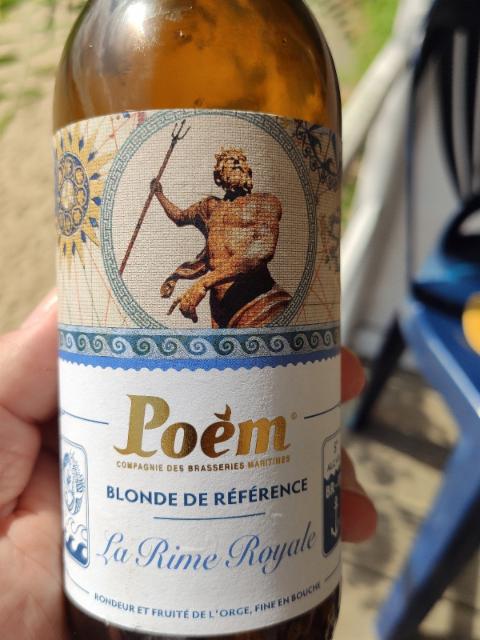 Poèm
COMPAGNIE DES BRASSERIES MARITIMES
BLONDE DE RÉFÉRENCE
La Rime Royale
RONDEUR ET FRUITÉ DE L'ORGE, FINE EN BOUCHE